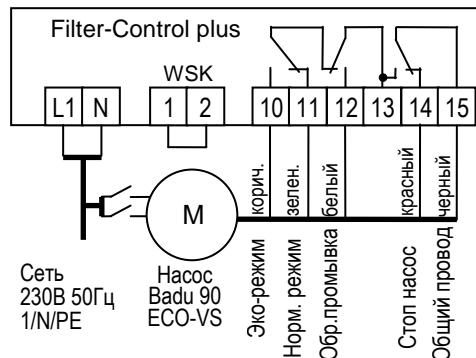 Filter-Control plus
WSK
L1 N 1 2 10 11 12 13 14 15
корич.
зелен.
белый
красный
черный
M
Сеть
230В 50Гц
1/N/PE
Насос
Badu 90
ECO-VS
Эко-режим
Норм. режим
Обр.промывка
Стоп насос
Общий провод